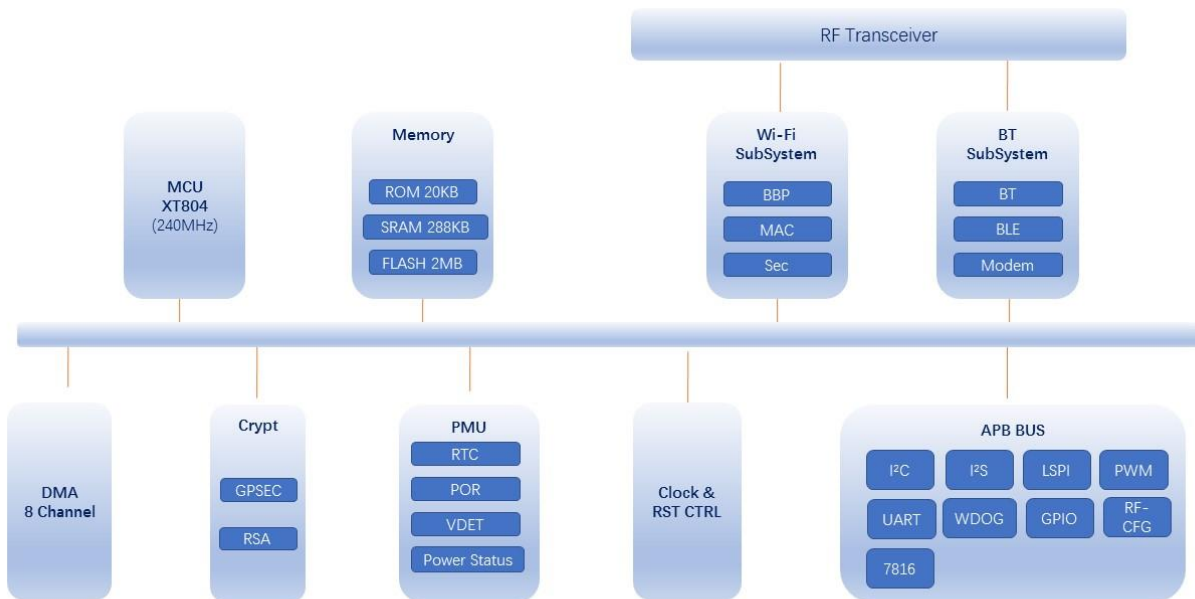 RF Transceiver
MCU
XT804
(240MHz)
Memory
ROM 20KB
SRAM 288KB
FLASH 2MB
Wi-Fi
SubSystem
BBP
MAC
Sec
BT
SubSystem
BT
BLE
Modem
DMA
8 Channel
Crypt
GPSEC
RSA
PMU
RTC
POR
VDET
Power Status
Clock &
RST CTRL
APB BUS
I²C
I²S
LSPI
PWM
UART
WDOG
GPIO
RF-
CFG
7816